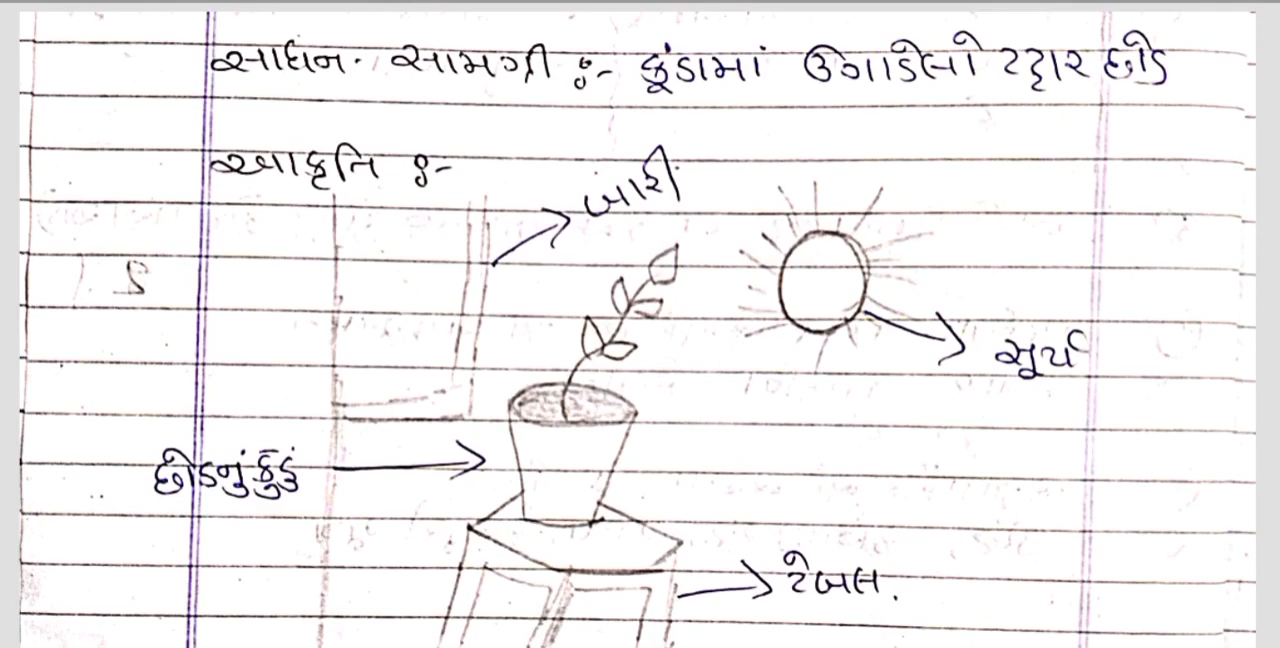 સાધન. સામગ્રી :- કૂંડામાં ઉગાડેલો ટટ્ટાર છોડ
આકૃતિ :-
બારી
સૂર્ય
છોડનું કુંડું
ટેબલ.